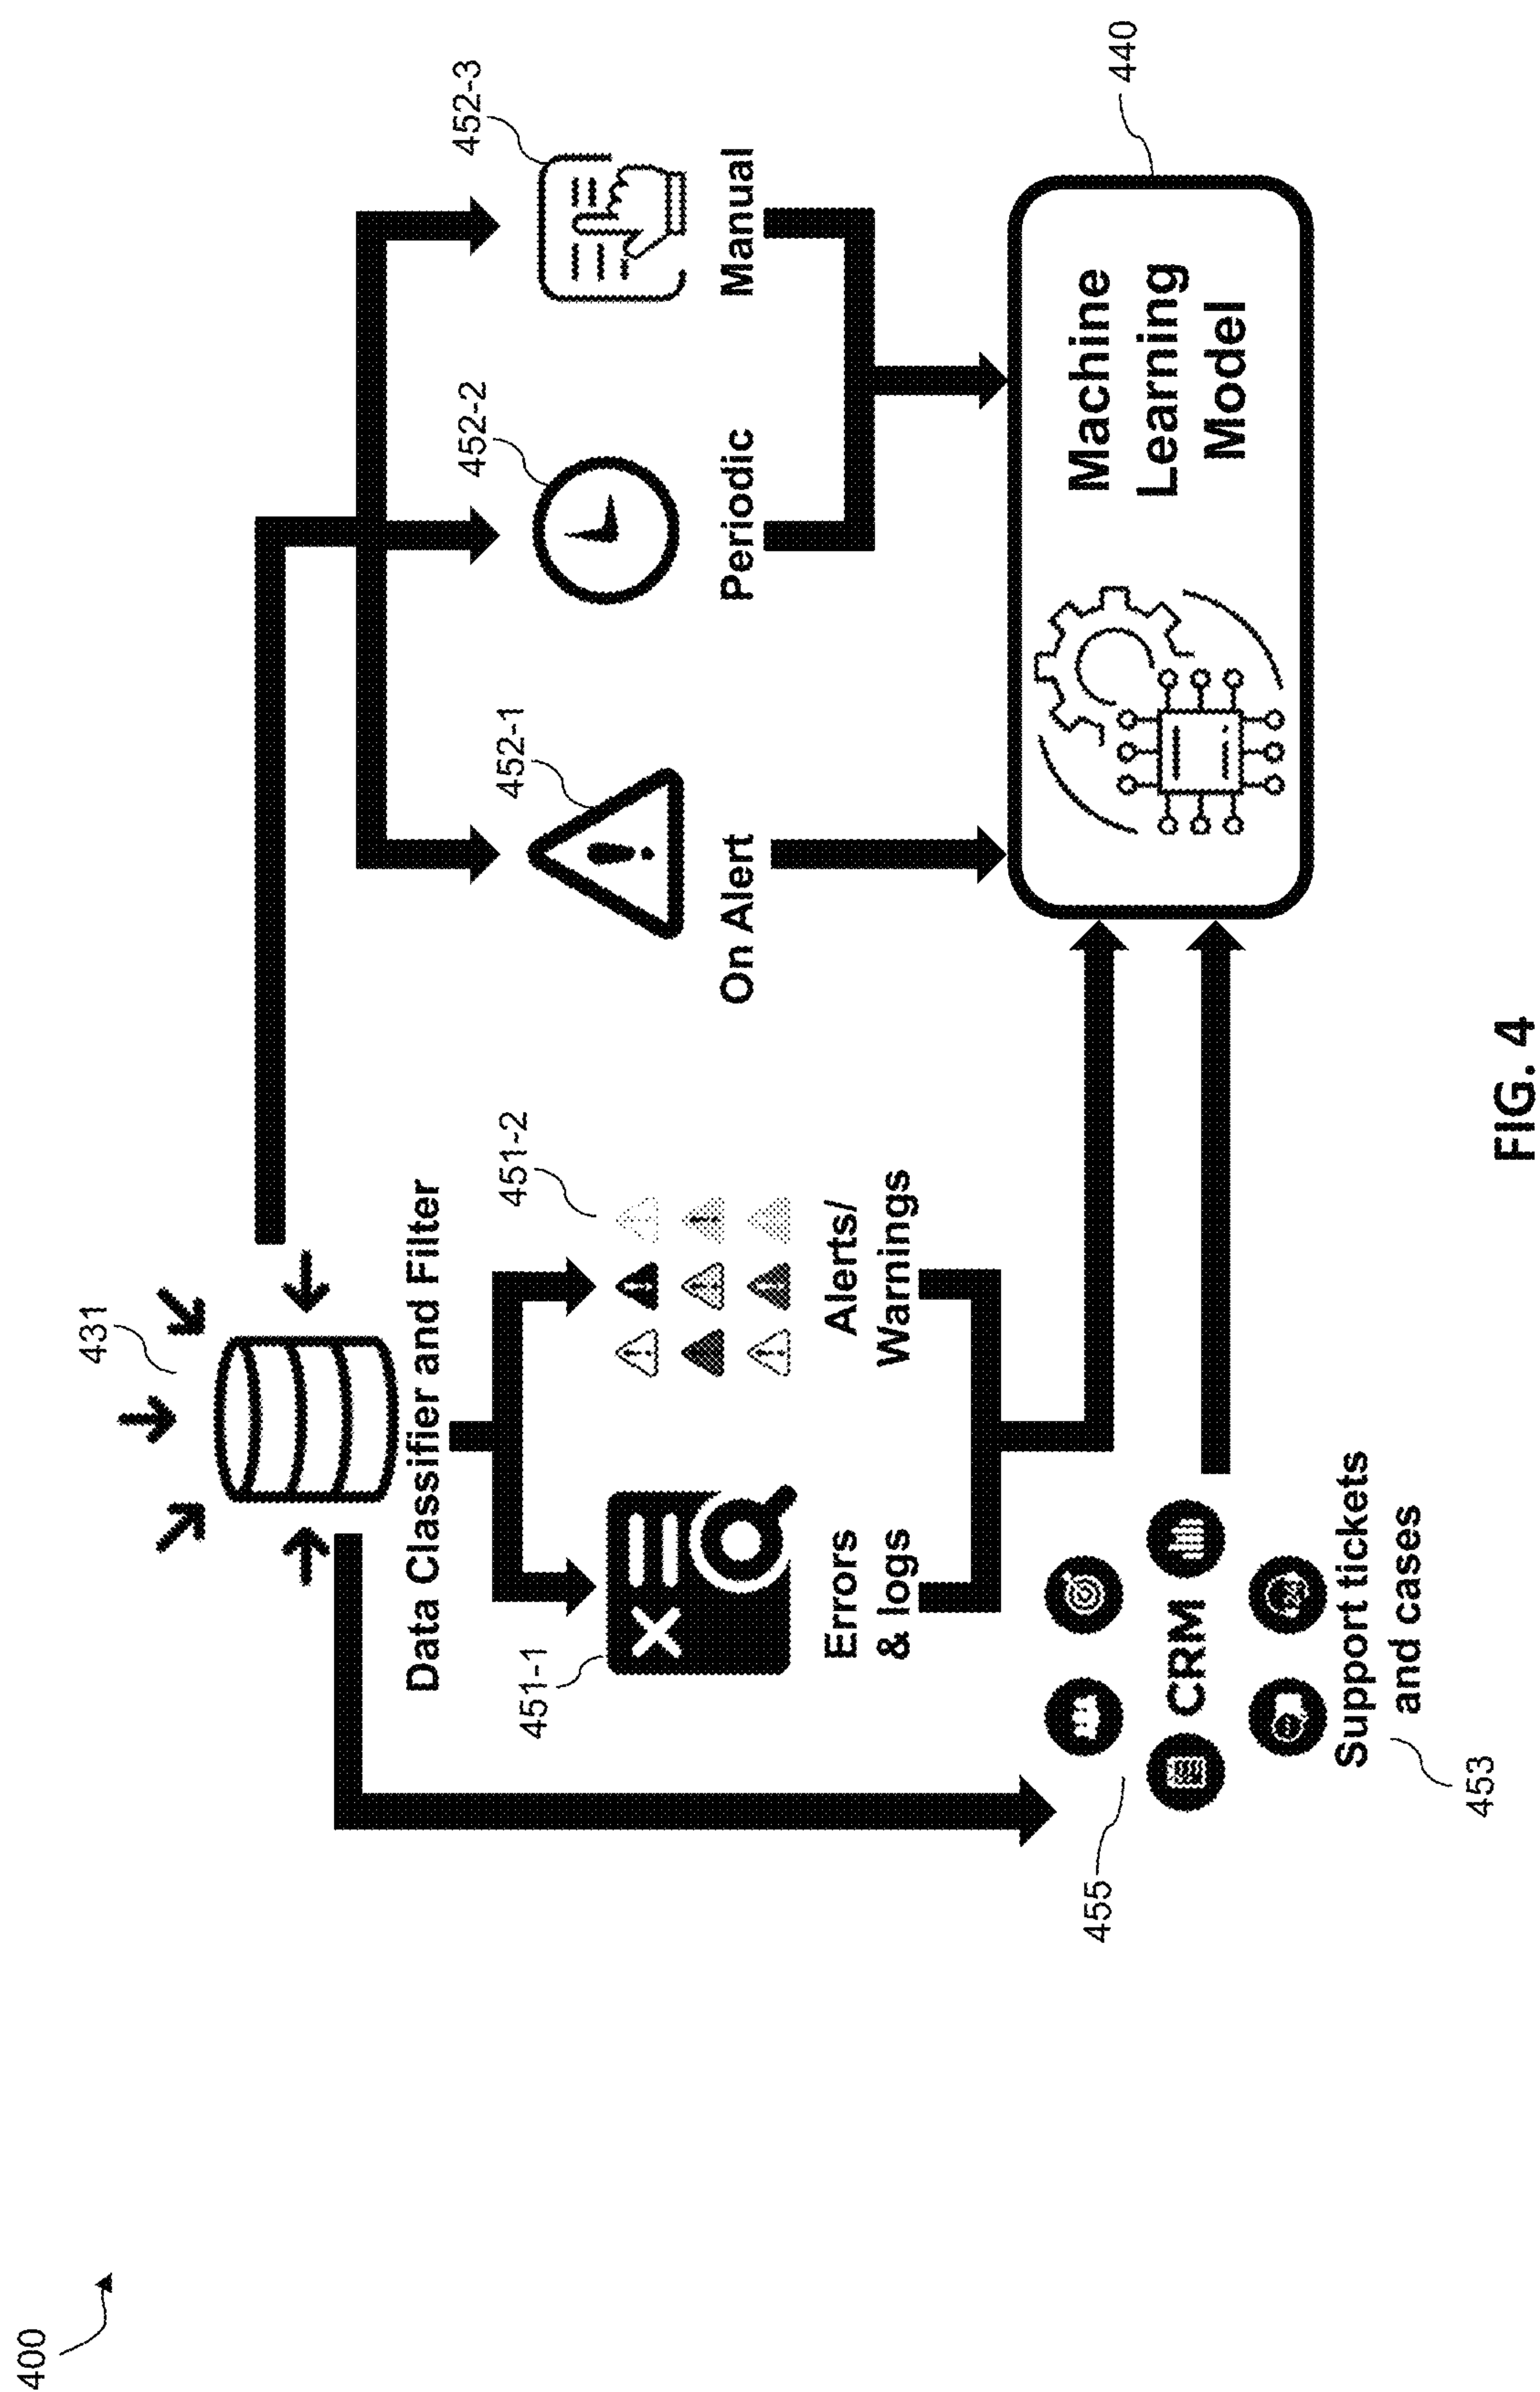 400
431
Data Classifier and Filter
451-1
Errors
& logs
451-2
Alerts/
Warnings
452-1
On Alert
452-2
Periodic
452-3
Manual
455
CRM
Support tickets
and cases
453
Machine
Learning
Model
440
FIG. 4